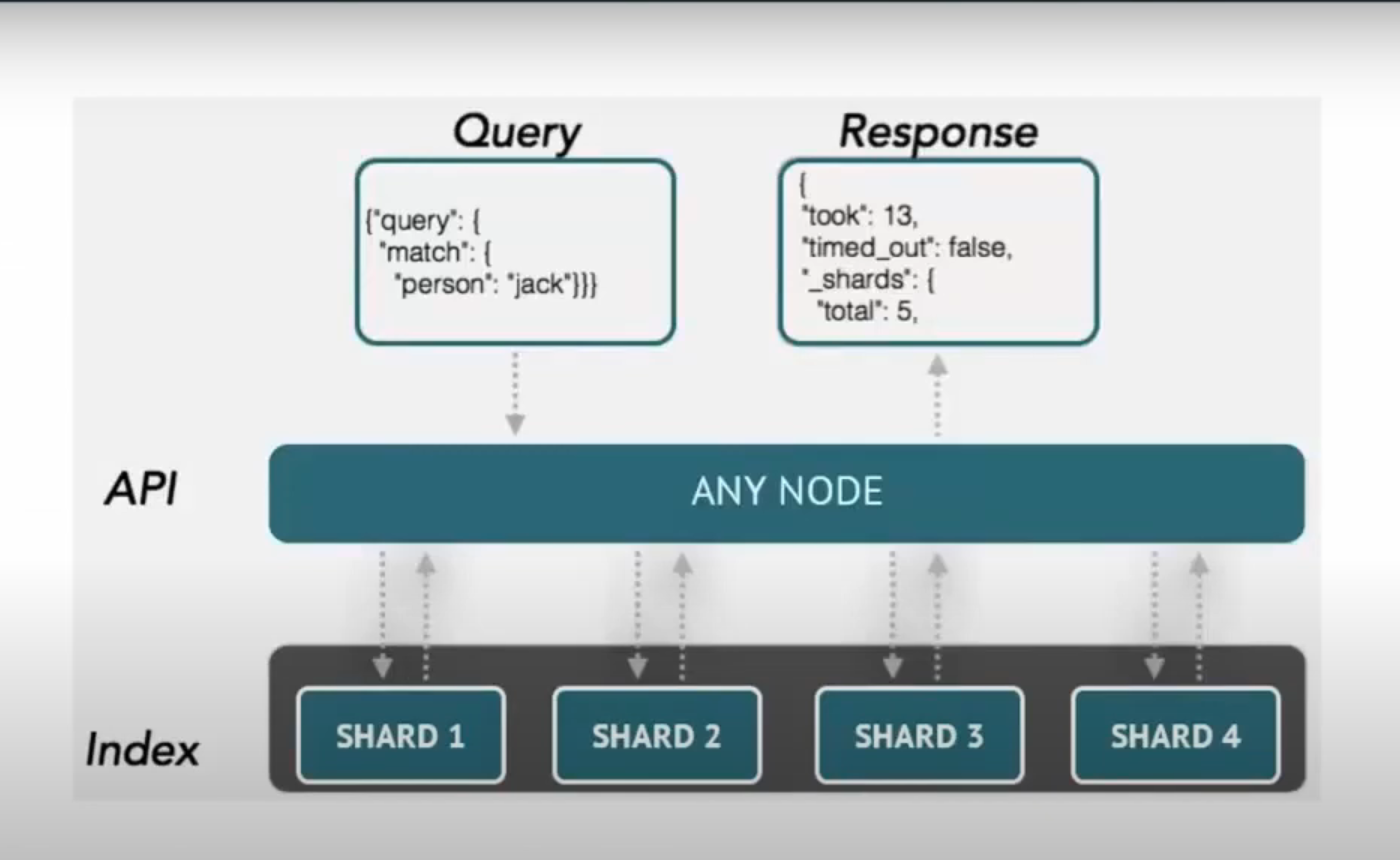 Query
{"query": {
"match": {
"person": "jack"}}}
Response
{
"took": 13,
"timed_out": false,
"_shards": {
"total": 5,
API
ANY NODE
Index
SHARD 1
SHARD 2
SHARD 3
SHARD 4